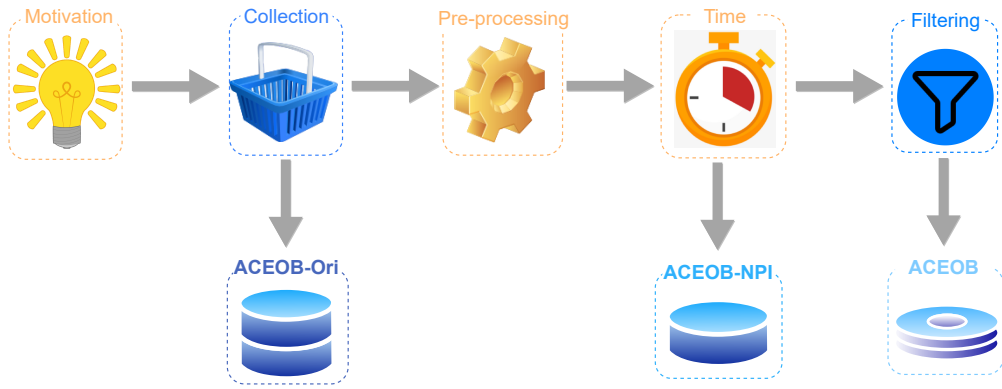 Motivation
Collection
Pre-processing
Time
Filtering
ACEOB-Ori
ACEOB-NPI
ACEOB